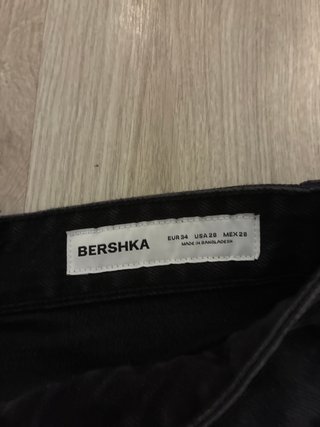 BERSHKA
EUR 34 USA 28 MEX 28
MADE IN BANGLADESH